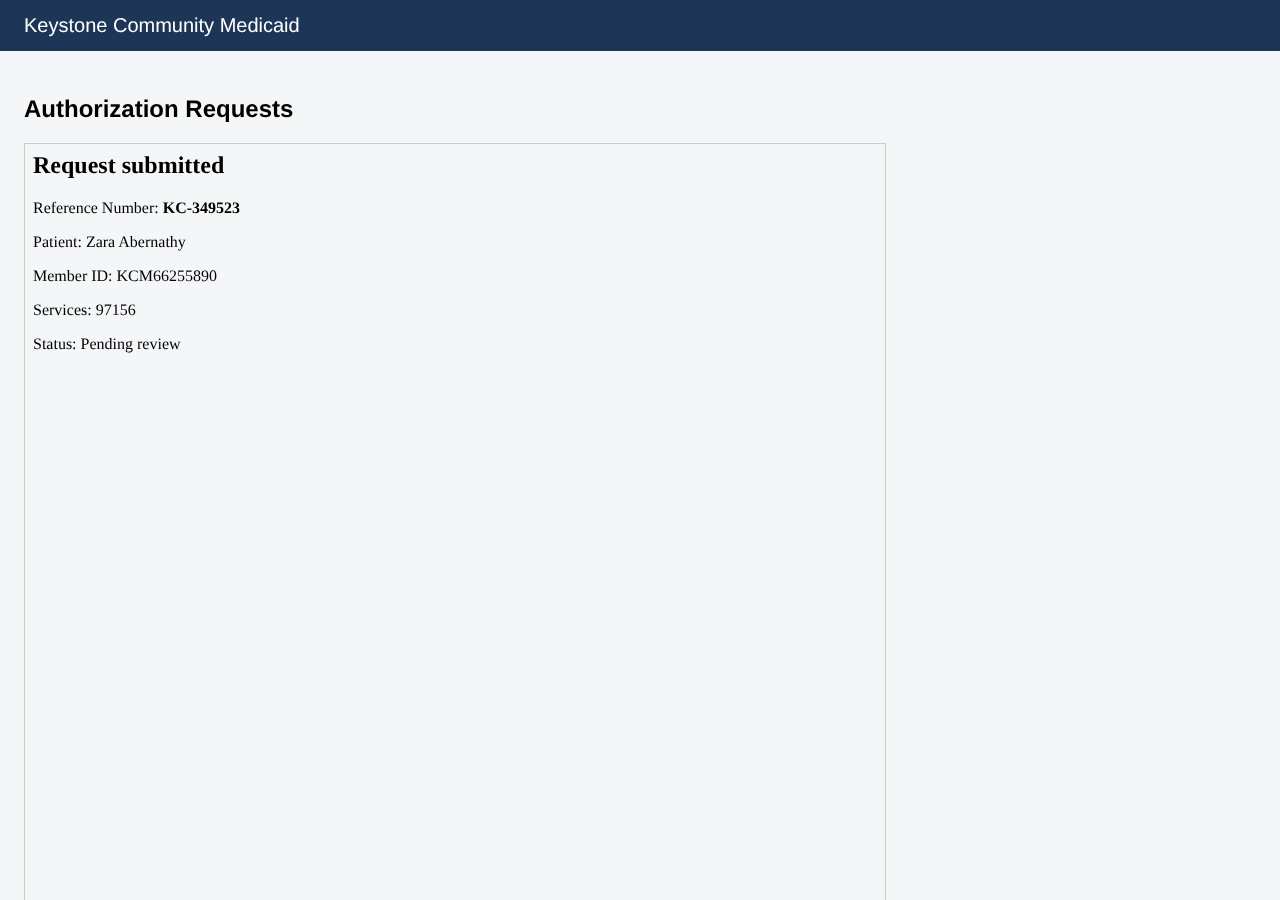 Keystone Community Medicaid
Authorization Requests
Request submitted
Reference Number: KC-349523
Patient: Zara Abernathy
Member ID: KCM66255890
Services: 97156
Status: Pending review